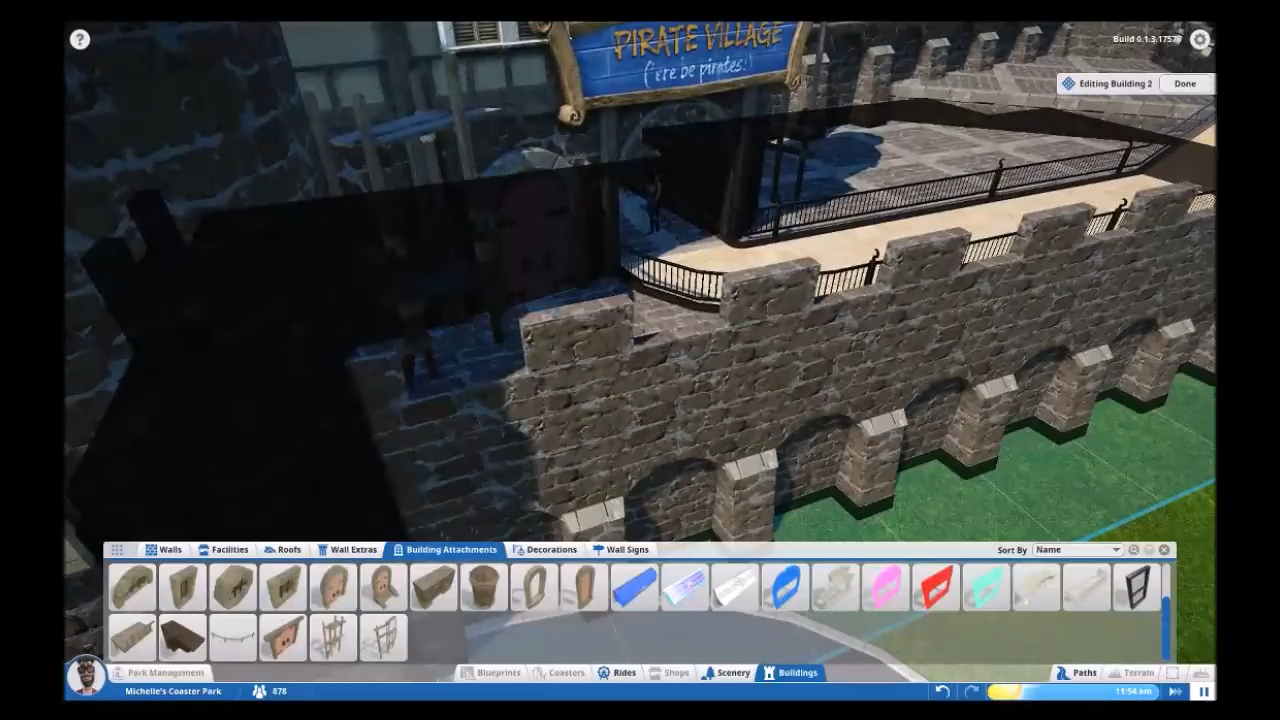 ?
PIRATE VILLAGE
('ere be pirates!)
Build 0.1.3.17576
Editing Building 2
Done
Walls
Facilities
Roofs
Wall Extras
Building Attachments
Decorations
Wall Signs
Sort By
Name
Park Management
Blueprints
Coasters
Rides
Shops
Scenery
Buildings
Paths
Terrain
Michelle's Coaster Park
878
11:54 am